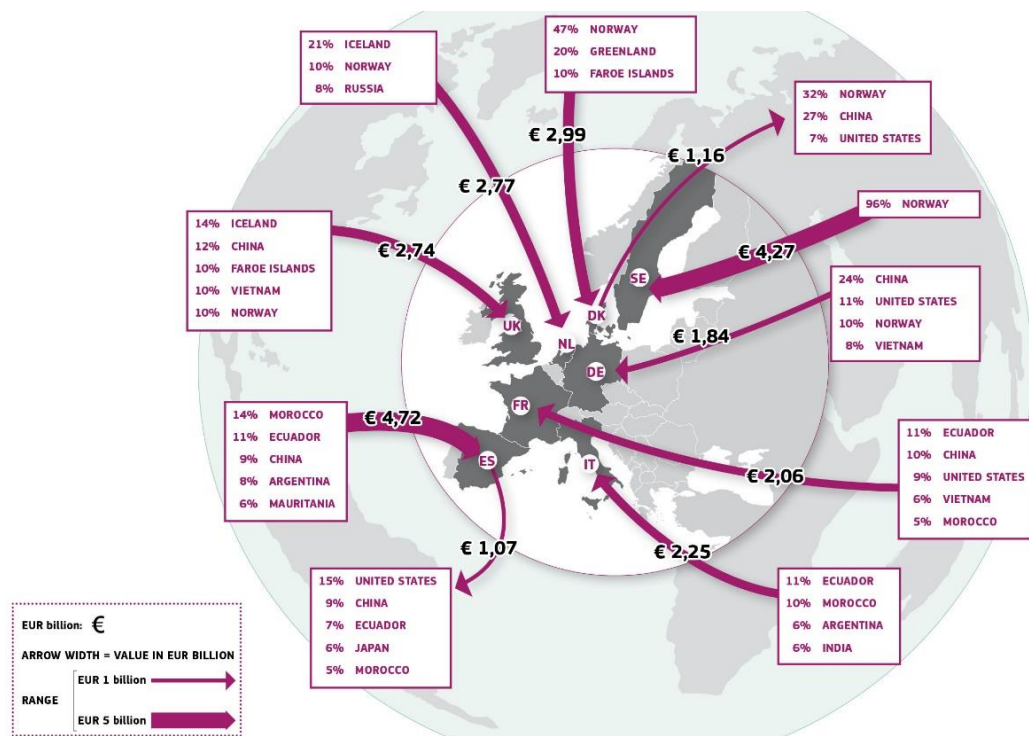 21% ICELAND
10% NORWAY
8% RUSSIA
47% NORWAY
20% GREENLAND
10% FAROE ISLANDS
32% NORWAY
27% CHINA
7% UNITED STATES
€ 2,99
€ 1,16
€ 2,77
96% NORWAY
14% ICELAND
12% CHINA
10% FAROE ISLANDS
10% VIETNAM
10% NORWAY
€ 2,74
€ 4,27
SE
24% CHINA
11% UNITED STATES
10% NORWAY
8% VIETNAM
UK
DK
NL
€ 1,84
DE
FR
14% MOROCCO
11% ECUADOR
9% CHINA
8% ARGENTINA
6% MAURITANIA
€ 4,72
ES
IT
€ 2,06
11% ECUADOR
10% CHINA
9% UNITED STATES
6% VIETNAM
5% MOROCCO
€ 1,07
€ 2,25
15% UNITED STATES
9% CHINA
7% ECUADOR
6% JAPAN
5% MOROCCO
11% ECUADOR
10% MOROCCO
6% ARGENTINA
6% INDIA
EUR billion: €
ARROW WIDTH = VALUE IN EUR BILLION
RANGE
EUR 1 billion
EUR 5 billion